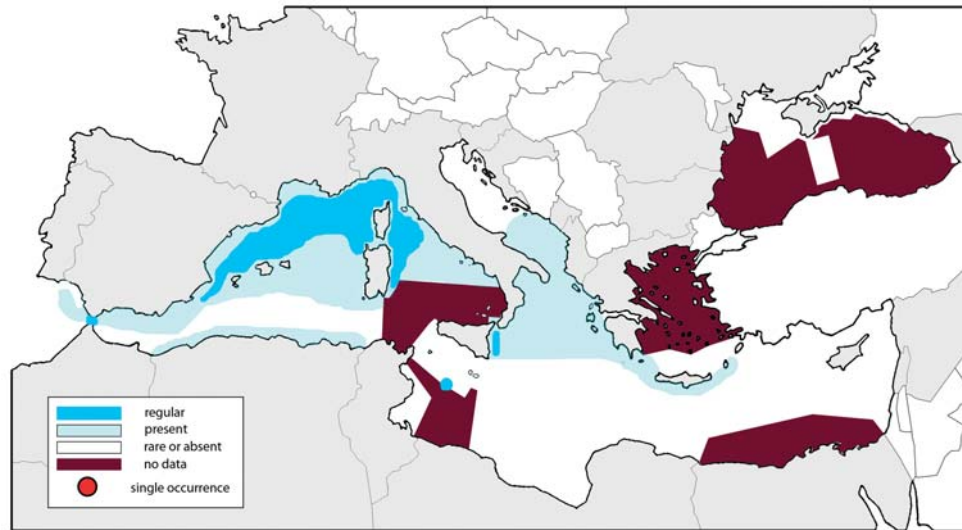 regular
present
rare or absent
no data
single occurrence